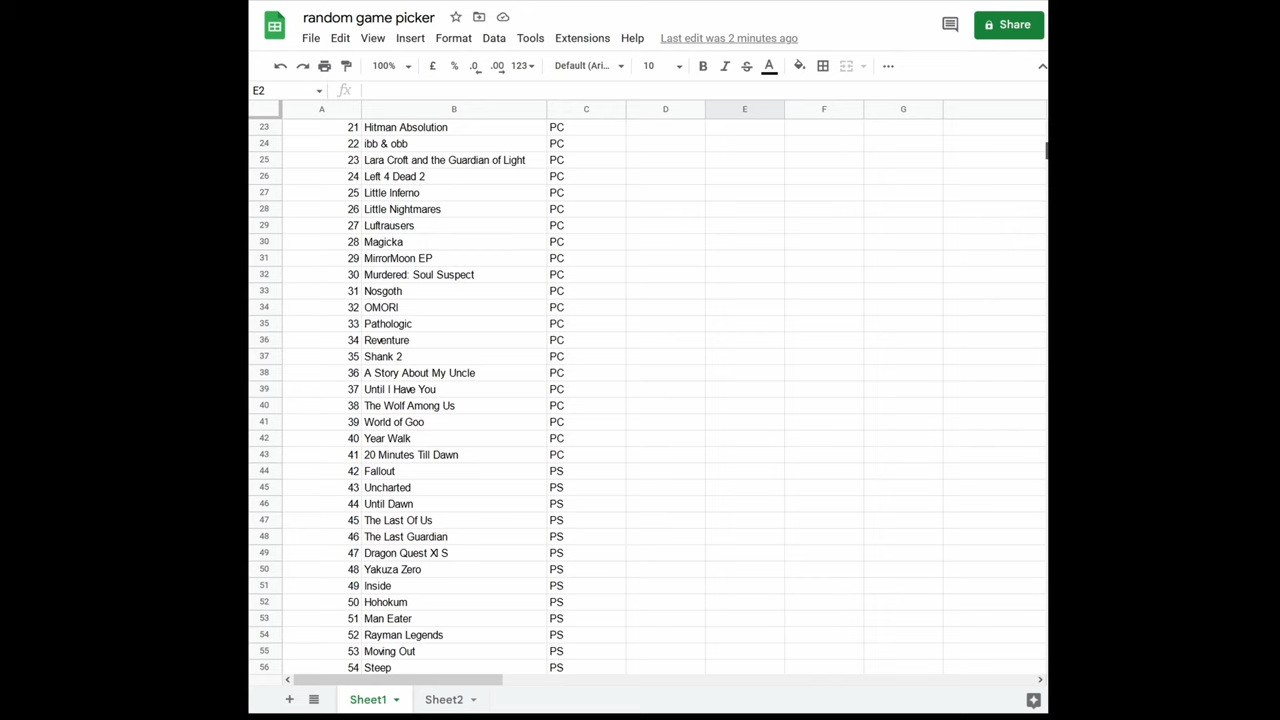 random game picker
File Edit View Insert Format Data Tools Extensions Help Last edit was 2 minutes ago
Share
100% £ % .0 .00 123 Default (Ari... 10 B I S A
E2 fx
A B C D E F G
23 21 Hitman Absolution PC
24 22 ibb & obb PC
25 23 Lara Croft and the Guardian of Light PC
26 24 Left 4 Dead 2 PC
27 25 Little Inferno PC
28 26 Little Nightmares PC
29 27 Luftrausers PC
30 28 Magicka PC
31 29 MirrorMoon EP PC
32 30 Murdered: Soul Suspect PC
33 31 Nosgoth PC
34 32 OMORI PC
35 33 Pathologic PC
36 34 Reventure PC
37 35 Shank 2 PC
38 36 A Story About My Uncle PC
39 37 Until I Have You PC
40 38 The Wolf Among Us PC
41 39 World of Goo PC
42 40 Year Walk PC
43 41 20 Minutes Till Dawn PC
44 42 Fallout PS
45 43 Uncharted PS
46 44 Until Dawn PS
47 45 The Last Of Us PS
48 46 The Last Guardian PS
49 47 Dragon Quest XI S PS
50 48 Yakuza Zero PS
51 49 Inside PS
52 50 Hohokum PS
53 51 Man Eater PS
54 52 Rayman Legends PS
55 53 Moving Out PS
56 54 Steep PS
Sheet1 Sheet2